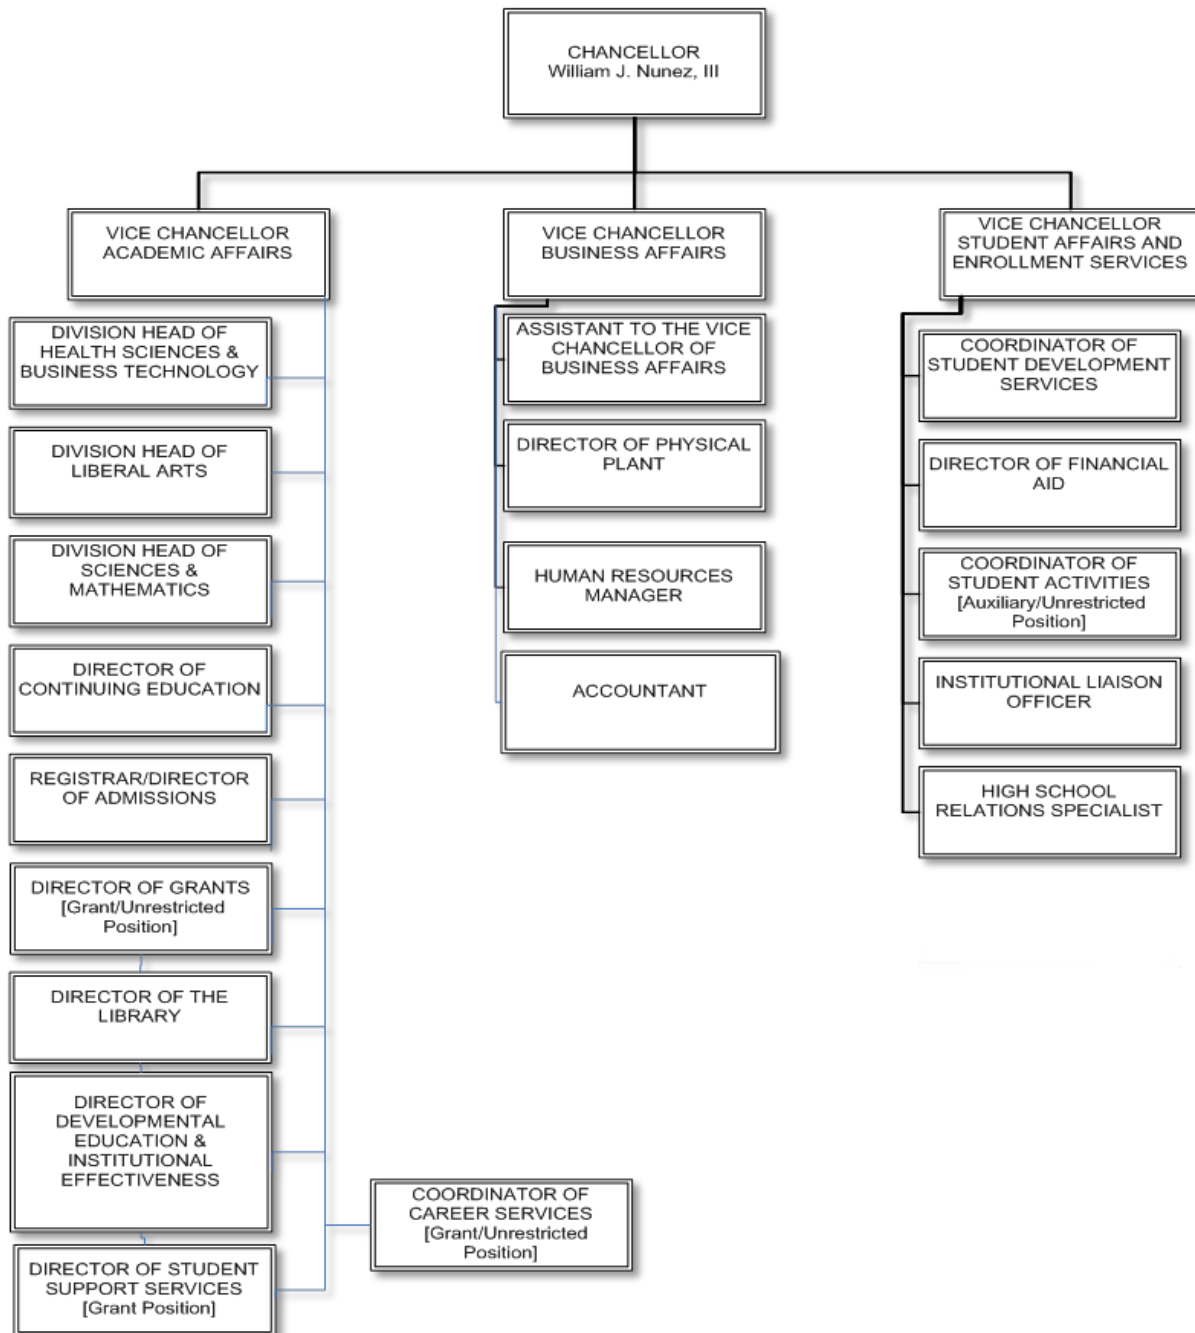 CHANCELLOR
William J. Nunez, III
VICE CHANCELLOR
ACADEMIC AFFAIRS
DIVISION HEAD OF
HEALTH SCIENCES &
BUSINESS TECHNOLOGY
DIVISION HEAD OF
LIBERAL ARTS
DIVISION HEAD OF
SCIENCES &
MATHEMATICS
DIRECTOR OF
CONTINUING EDUCATION
REGISTRAR/DIRECTOR
OF ADMISSIONS
DIRECTOR OF GRANTS
[Grant/Unrestricted
Position]
DIRECTOR OF THE
LIBRARY
DIRECTOR OF
DEVELOPMENTAL
EDUCATION &
INSTITUTIONAL
EFFECTIVENESS
DIRECTOR OF STUDENT
SUPPORT SERVICES
[Grant Position]
COORDINATOR OF
CAREER SERVICES
[Grant/Unrestricted
Position]
VICE CHANCELLOR
BUSINESS AFFAIRS
ASSISTANT TO THE VICE
CHANCELLOR OF
BUSINESS AFFAIRS
DIRECTOR OF PHYSICAL
PLANT
HUMAN RESOURCES
MANAGER
ACCOUNTANT
VICE CHANCELLOR
STUDENT AFFAIRS AND
ENROLLMENT SERVICES
COORDINATOR OF
STUDENT DEVELOPMENT
SERVICES
DIRECTOR OF FINANCIAL
AID
COORDINATOR OF
STUDENT ACTIVITIES
[Auxiliary/Unrestricted
Position]
INSTITUTIONAL LIAISON
OFFICER
HIGH SCHOOL
RELATIONS SPECIALIST